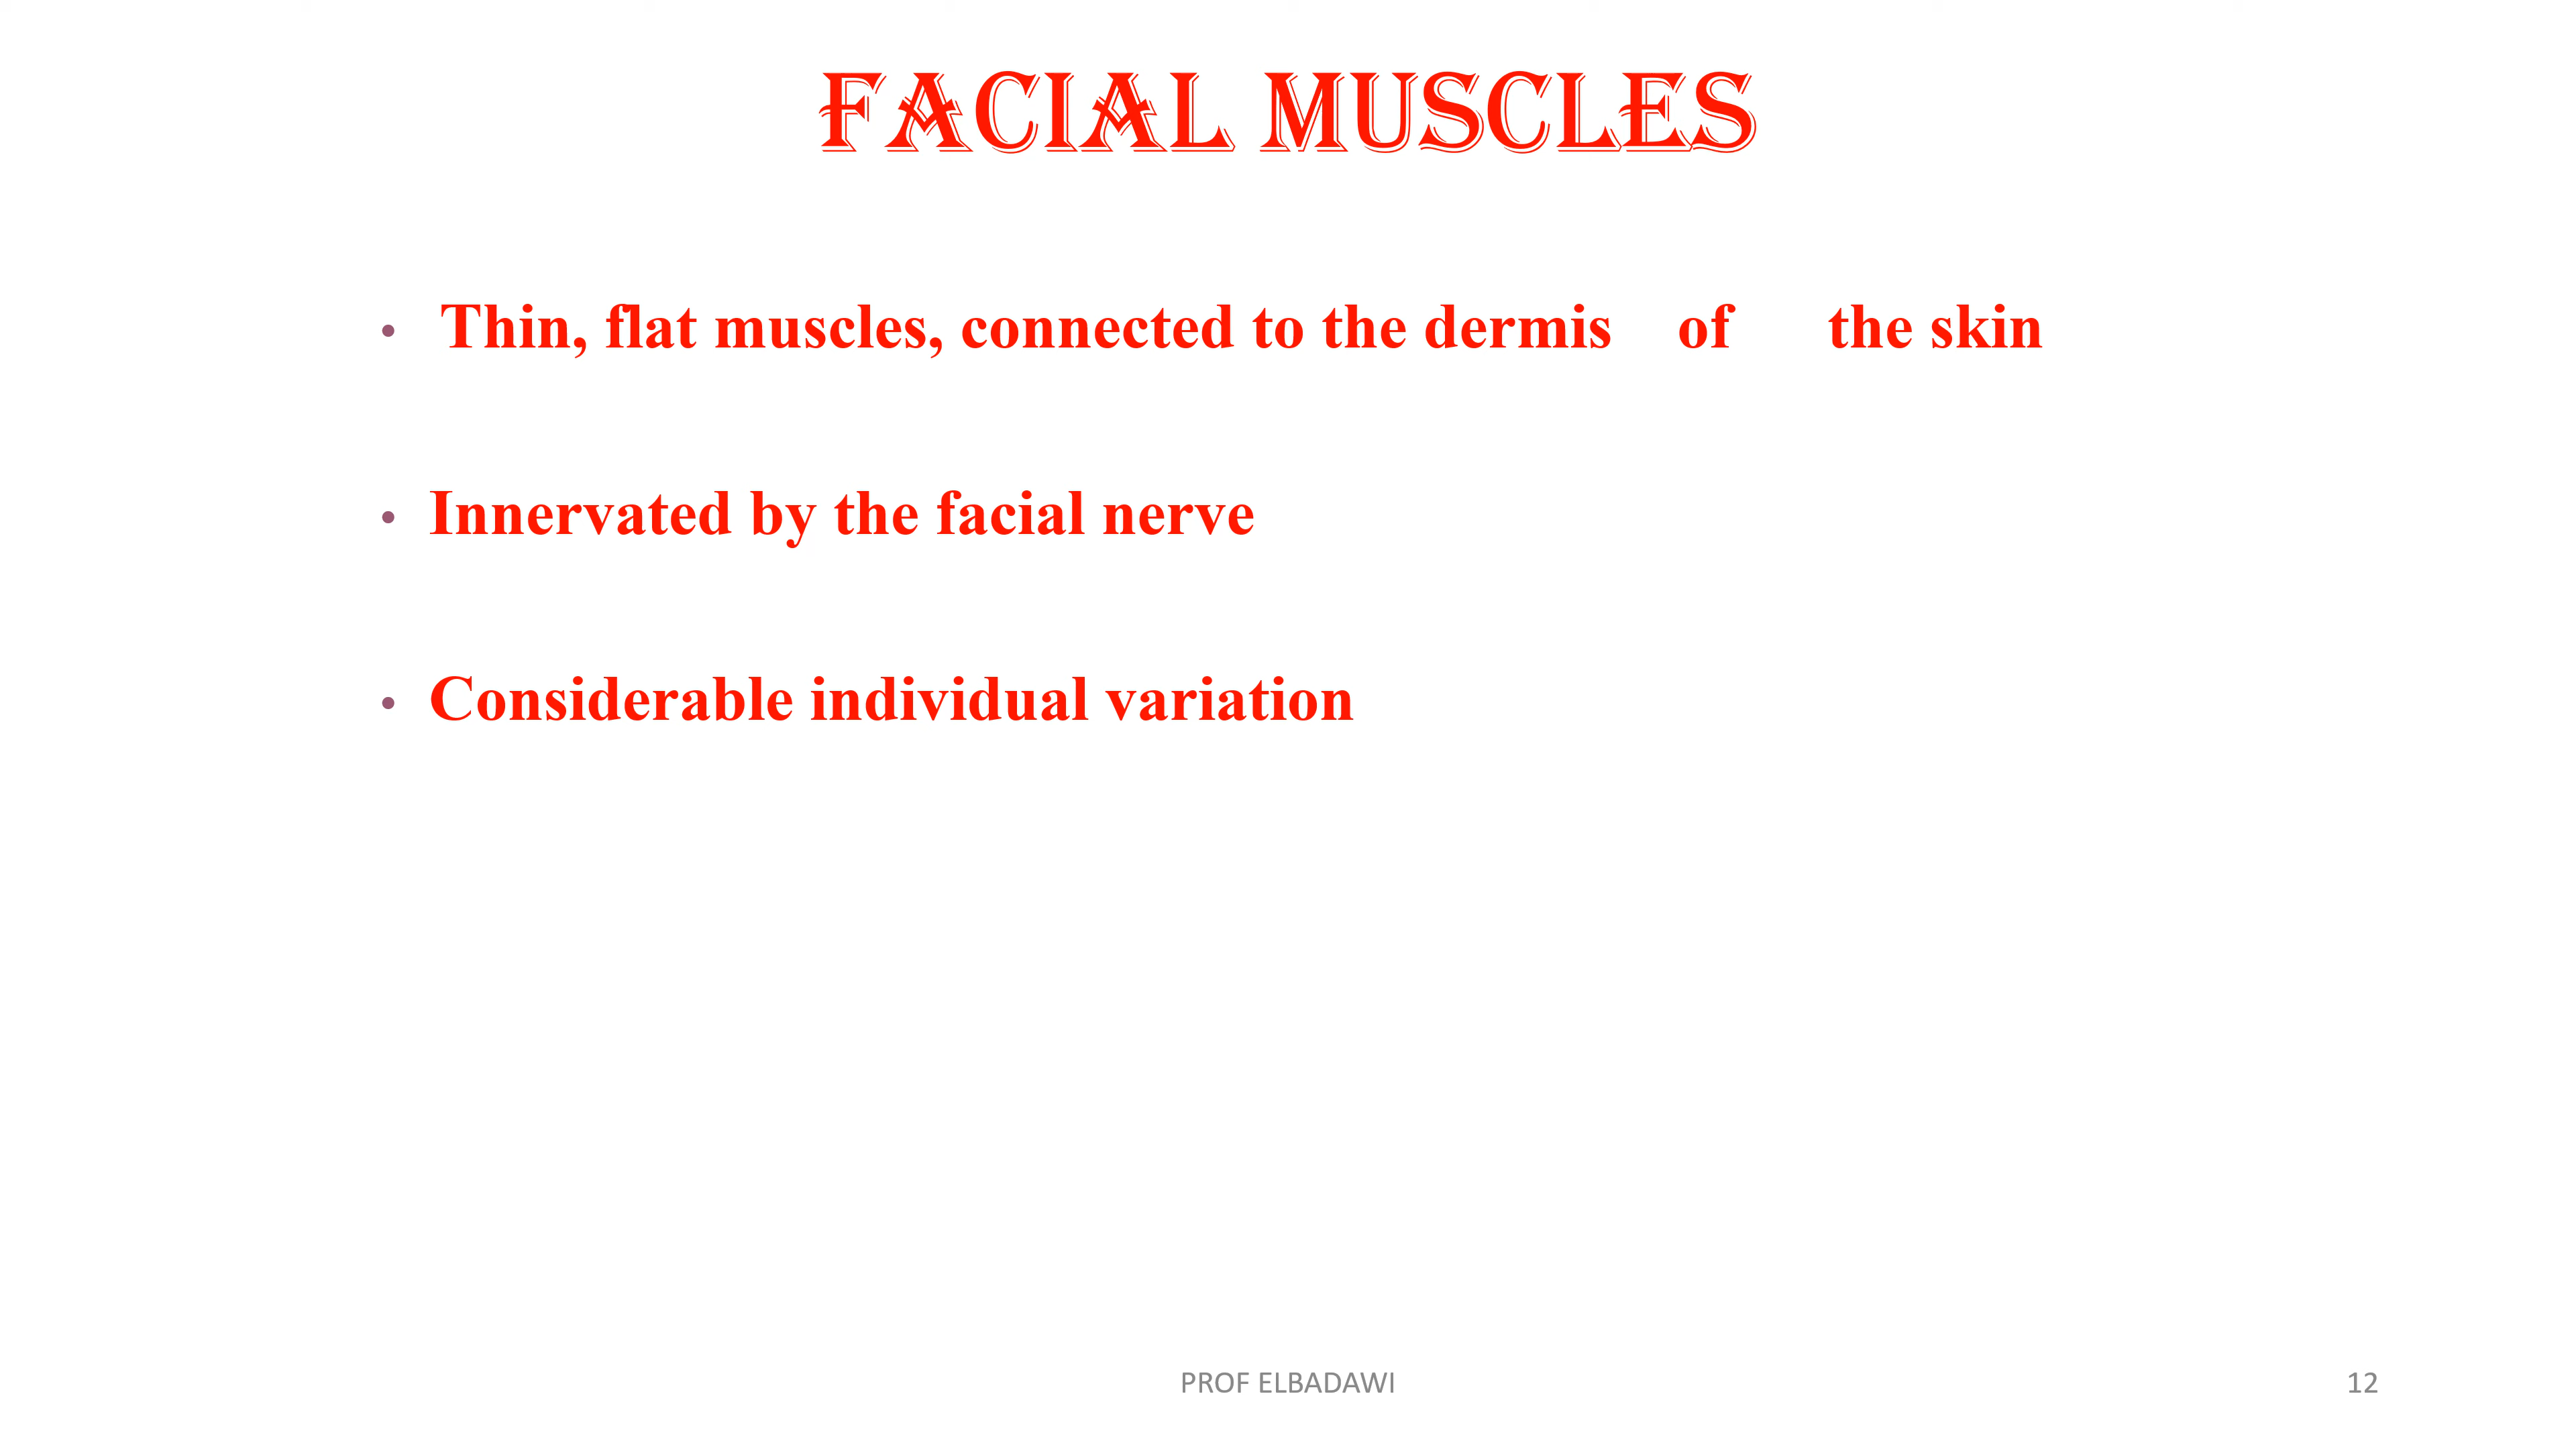 FACIAL MUSCLES
• Thin, flat muscles, connected to the dermis of the skin
• Innervated by the facial nerve
• Considerable individual variation
PROF ELBADAWI
12